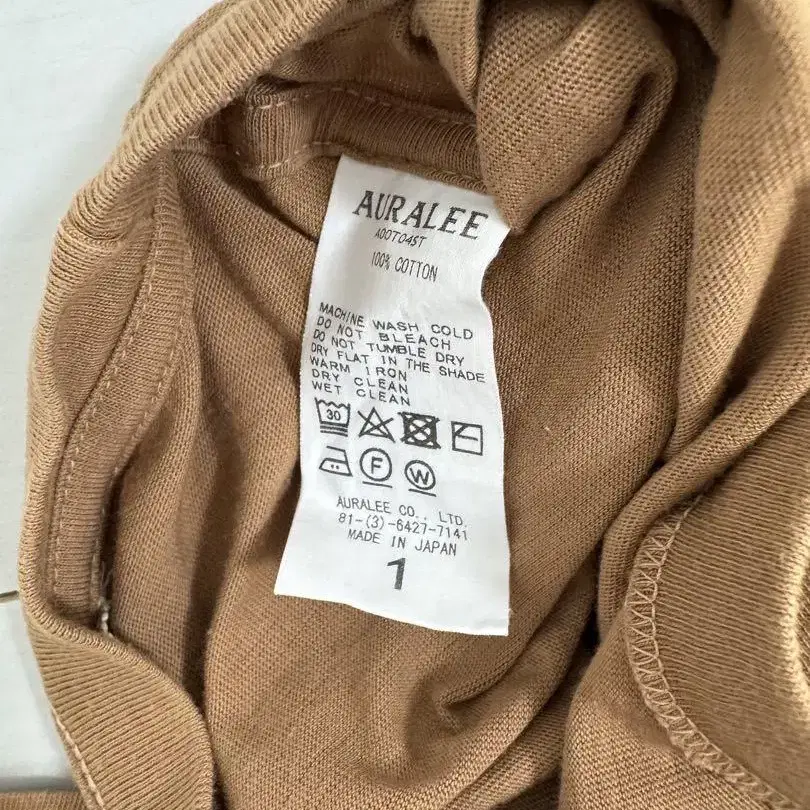 AURALEE
A00T04ST
100% COTTON
MACHINE WASH COLD
DO NOT BLEACH
DO NOT TUMBLE DRY
DRY FLAT IN THE SHADE
WARM IRON
DRY CLEAN
WET CLEAN
30
F W
AURALEE CO., LTD.
81-(3)-6427-7141
MADE IN JAPAN
1